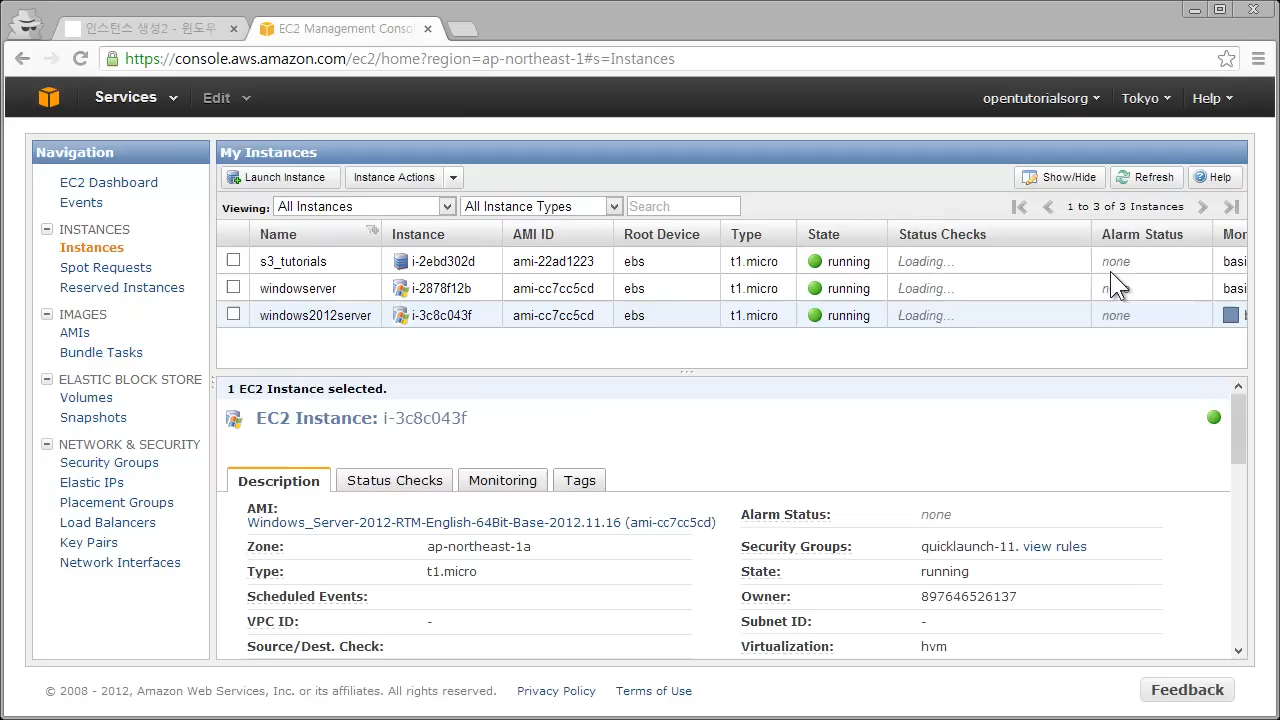 인스턴스 생성2 - 윈도우
EC2 Management Conso
https://console.aws.amazon.com/ec2/home?region=ap-northeast-1#s=Instances
Services Edit opentutorialsorg Tokyo Help
Navigation
EC2 Dashboard
Events
INSTANCES
Instances
Spot Requests
Reserved Instances
IMAGES
AMIs
Bundle Tasks
ELASTIC BLOCK STORE
Volumes
Snapshots
NETWORK & SECURITY
Security Groups
Elastic IPs
Placement Groups
Load Balancers
Key Pairs
Network Interfaces
My Instances
Launch Instance Instance Actions Show/Hide Refresh Help
Viewing: All Instances All Instance Types Search 1 to 3 of 3 Instances
Name Instance AMI ID Root Device Type State Status Checks Alarm Status Mon
s3_tutorials i-2ebd302d ami-22ad1223 ebs t1.micro running Loading... none basi
windowserver i-2878f12b ami-cc7cc5cd ebs t1.micro running Loading... none basi
windows2012server i-3c8c043f ami-cc7cc5cd ebs t1.micro running Loading... none b
1 EC2 Instance selected.
EC2 Instance: i-3c8c043f
Description Status Checks Monitoring Tags
AMI:
Windows_Server-2012-RTM-English-64Bit-Base-2012.11.16 (ami-cc7cc5cd)
Alarm Status: none
Zone: ap-northeast-1a
Security Groups: quicklaunch-11. view rules
Type: t1.micro
State: running
Scheduled Events:
Owner: 897646526137
VPC ID: -
Subnet ID: -
Source/Dest. Check:
Virtualization: hvm
© 2008 - 2012, Amazon Web Services, Inc. or its affiliates. All rights reserved. Privacy Policy Terms of Use Feedback